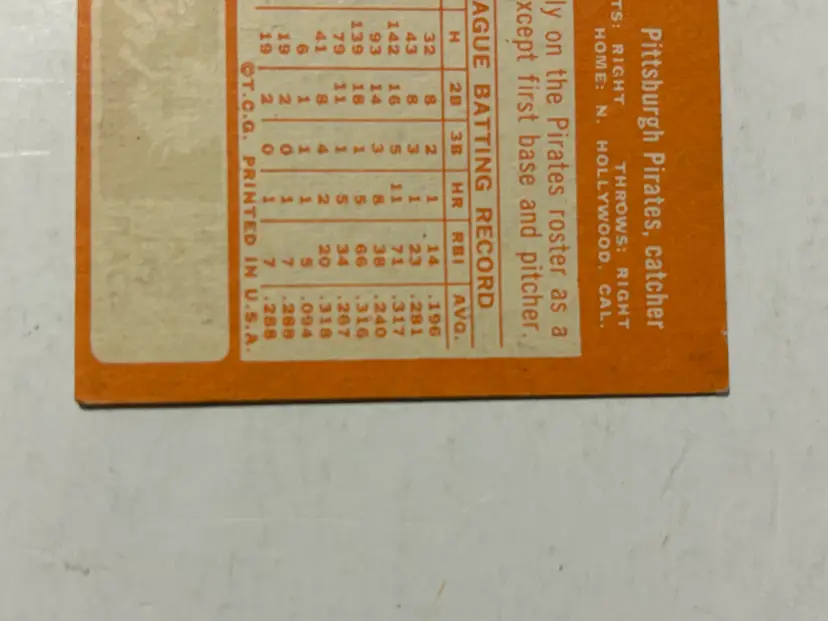 Pittsburgh Pirates, catcher
TS: RIGHT THROWS: RIGHT
HOME: N. HOLLYWOOD, CAL.
ly on the Pirates roster as a
xcept first base and pitcher.
AGUE BATTING RECORD
H 2B 3B HR RBI AVG.
32 8 2 1 14 .196
43 8 3 1 23 .281
142 16 5 11 71 .317
93 14 3 8 38 .240
139 18 1 5 66 .316
79 11 1 5 34 .267
41 8 4 2 20 .318
6 1 1 1 5 .094
19 2 0 1 7 .288
19 2 0 1 7 .288
©T.C.G. PRINTED IN U.S.A.